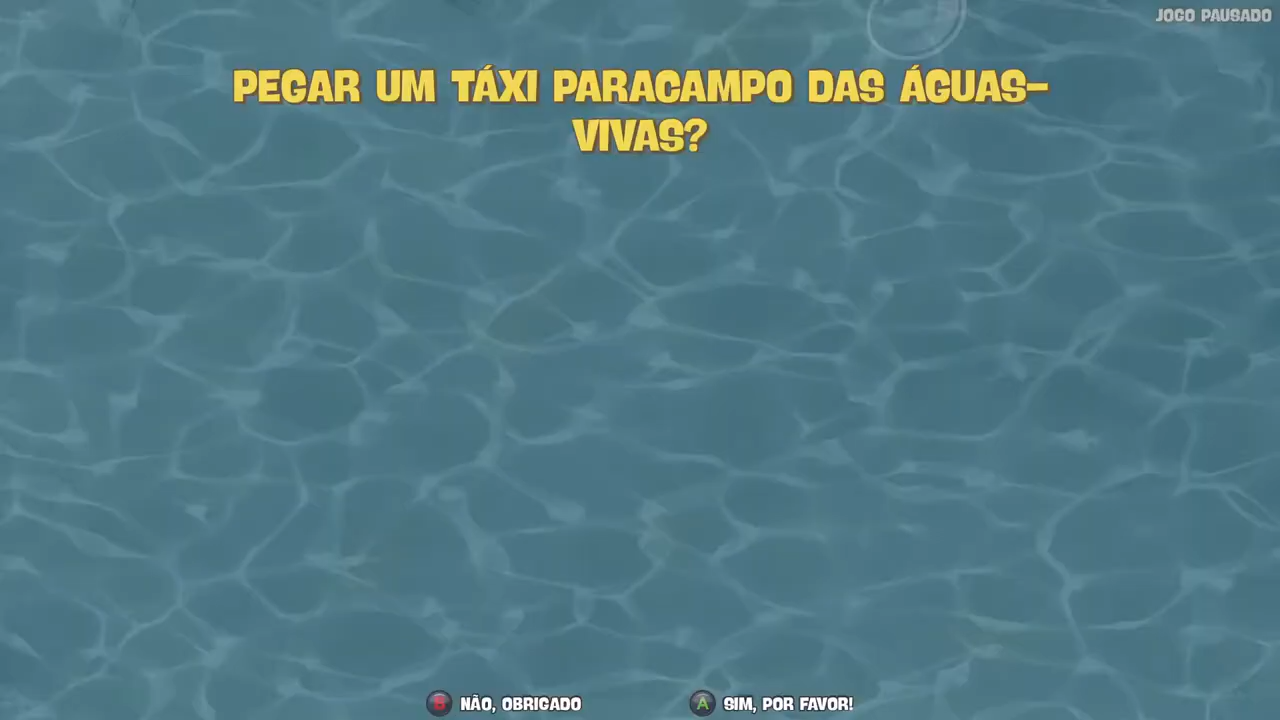 JOGO PAUSADO
PEGAR UM TÁXI PARACAMPO DAS ÁGUAS-
VIVAS?
B NÃO, OBRIGADO
A SIM, POR FAVOR!